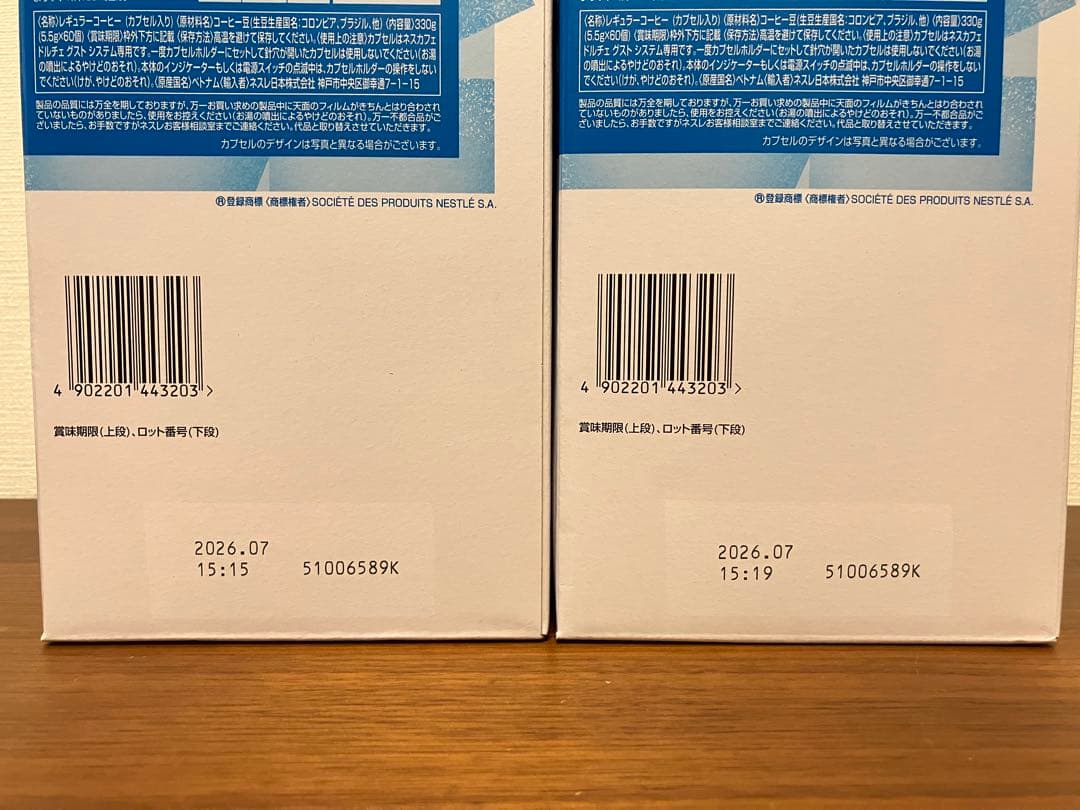 〈名称〉レギュラーコーヒー (カプセル入り) 〈原材料名〉コーヒー豆(生豆生産国名:コロンビア、ブラジル、他) 〈内容量〉330g
(5.5g×60個) 〈賞味期限〉枠外下方に記載 〈保存方法〉高温を避けて保存してください。〈使用上の注意〉カプセルはネスカフェ
ドルチェ グスト システム専用です。一度カプセルホルダーにセットして針穴が開いたカプセルは使用しないでください(お湯
の噴出によるやけどのおそれ)。本体のインジケーターもしくは電源スイッチの点滅中は、カプセルホルダーの操作をしない
でください(けが、やけどのおそれ)。〈原産国名〉ベトナム〈輸入者〉ネスレ日本株式会社 神戸市中央区御幸通7-1-15
製品の品質には万全を期しておりますが、万一お買い求めの製品中に天面のフィルムがきちんとはり合わされ
ていないものがありましたら、使用をお控えください(お湯の噴出によるやけどのおそれ)。万一不都合品がご
ざいましたら、お手数ですがネスレお客様相談室までご連絡ください。代品と取り替えさせていただきます。
カプセルのデザインは写真と異なる場合がございます。
®登録商標〈商標権者〉SOCIÉTÉ DES PRODUITS NESTLÉ S.A.
4 902201 443203 >
賞味期限(上段)、ロット番号(下段)
2026.07
15:15 51006589K
〈名称〉レギュラーコーヒー (カプセル入り) 〈原材料名〉コーヒー豆(生豆生産国名:コロンビア、ブラジル、他) 〈内容量〉330g
(5.5g×60個) 〈賞味期限〉枠外下方に記載 〈保存方法〉高温を避けて保存してください。〈使用上の注意〉カプセルはネスカフェ
ドルチェ グスト システム専用です。一度カプセルホルダーにセットして針穴が開いたカプセルは使用しないでください(お湯
の噴出によるやけどのおそれ)。本体のインジケーターもしくは電源スイッチの点滅中は、カプセルホルダーの操作をしない
でください(けが、やけどのおそれ)。〈原産国名〉ベトナム〈輸入者〉ネスレ日本株式会社 神戸市中央区御幸通7-1-15
製品の品質には万全を期しておりますが、万一お買い求めの製品中に天面のフィルムがきちんとはり合わされ
ていないものがありましたら、使用をお控えください(お湯の噴出によるやけどのおそれ)。万一不都合品がご
ざいましたら、お手数ですがネスレお客様相談室までご連絡ください。代品と取り替えさせていただきます。
カプセルのデザインは写真と異なる場合がございます。
®登録商標〈商標権者〉SOCIÉTÉ DES PRODUITS NESTLÉ S.A.
4 902201 443203 >
賞味期限(上段)、ロット番号(下段)
2026.07
15:19 51006589K